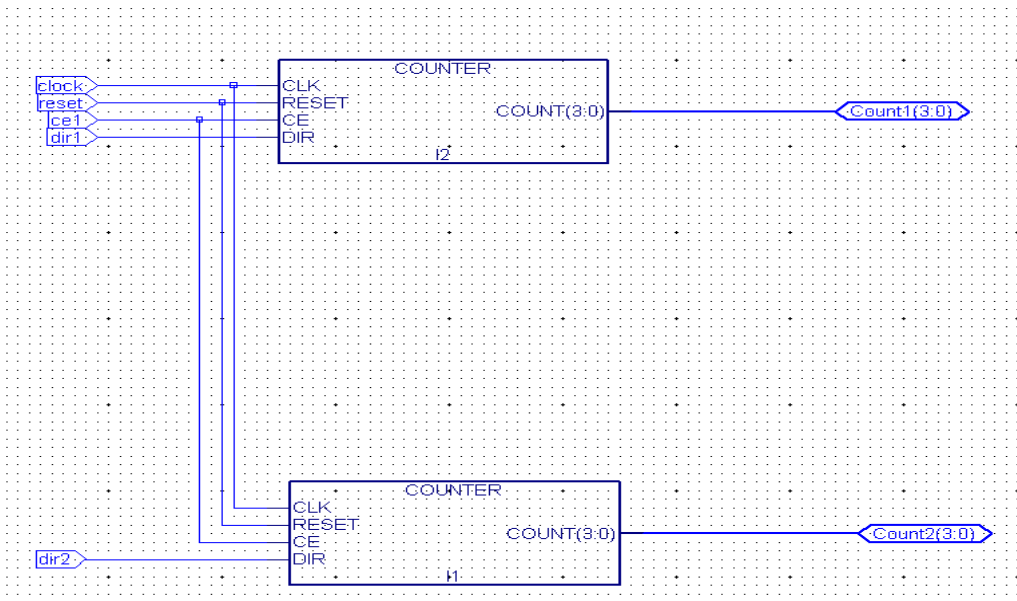 COUNTER
clock
CLK
reset
RESET
ce1
CE
COUNT(3:0)
Count1(3:0)
dir1
DIR
I2
COUNTER
CLK
RESET
CE
COUNT(3:0)
Count2(3:0)
dir2
DIR
I1